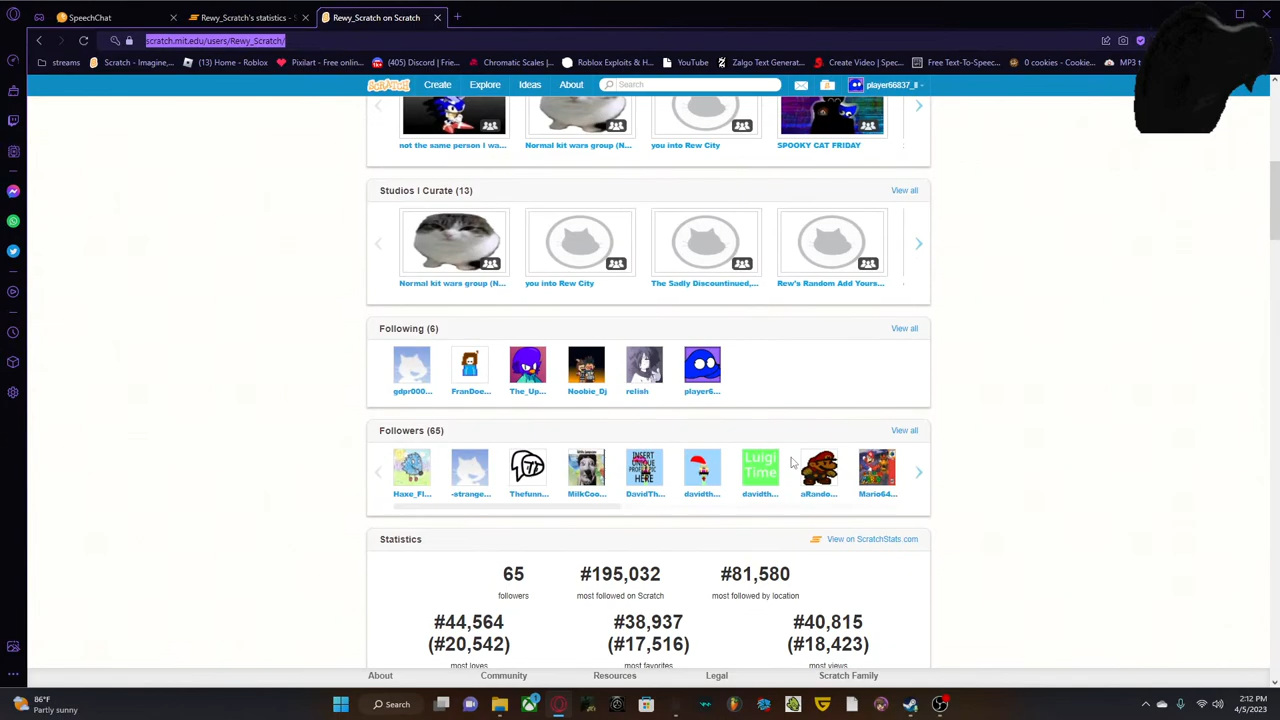 SpeechChat
Rewy_Scratch's statistics - S
Rewy_Scratch on Scratch
scratch.mit.edu/users/Rewy_Scratch/
streams
Scratch - Imagine,...
(13) Home - Roblox
Pixilart - Free onlin...
(405) Discord | Frie...
Chromatic Scales |...
Roblox Exploits & H...
YouTube
Zalgo Text Generat...
Create Video | Spec...
Free Text-To-Speec...
0 cookies - Cookie...
MP3 t
SCRATCH
Create
Explore
Ideas
About
Search
not the same person I wa...
Normal kit wars group (N...
you into Rew City
SPOOKY CAT FRIDAY
Studios I Curate (13)
View all
Normal kit wars group (N...
you into Rew City
The Sadly Discountinued,...
Rew's Random Add Yours...
Following (6)
View all
gdpr000...
FranDoe...
The_Up...
Noobie_Dj
relish
player6...
Followers (65)
View all
INSERT
HERE
Luigi
Time
Haxe_Fl...
-strange...
Thefunn...
MilkCoo...
DavidTh...
davidth...
davidth...
aRando...
Mario64...
Statistics
View on ScratchStats.com
65
#195,032
#81,580
followers
most followed on Scratch
most followed by location
#44,564
#38,937
#40,815
(#20,542)
(#17,516)
(#18,423)
most loves
most favorites
most views
About
Community
Resources
Legal
Scratch Family
86°F
Partly sunny
Search
1
2:12 PM
4/5/2023